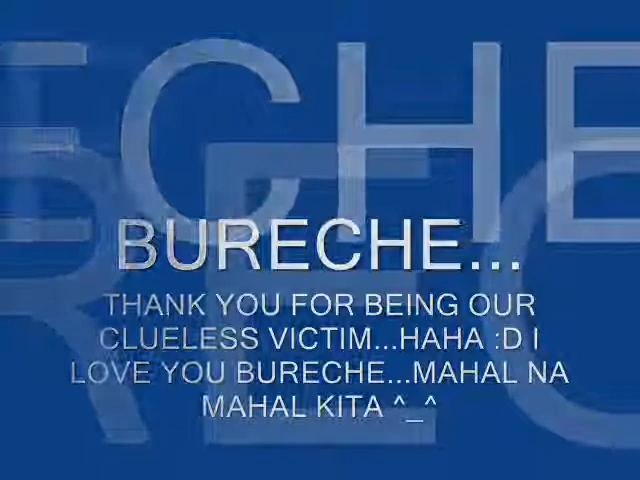 BURECHE...
THANK YOU FOR BEING OUR
CLUELESS VICTIM...HAHA :D I
LOVE YOU BURECHE...MAHAL NA
MAHAL KITA ^_^